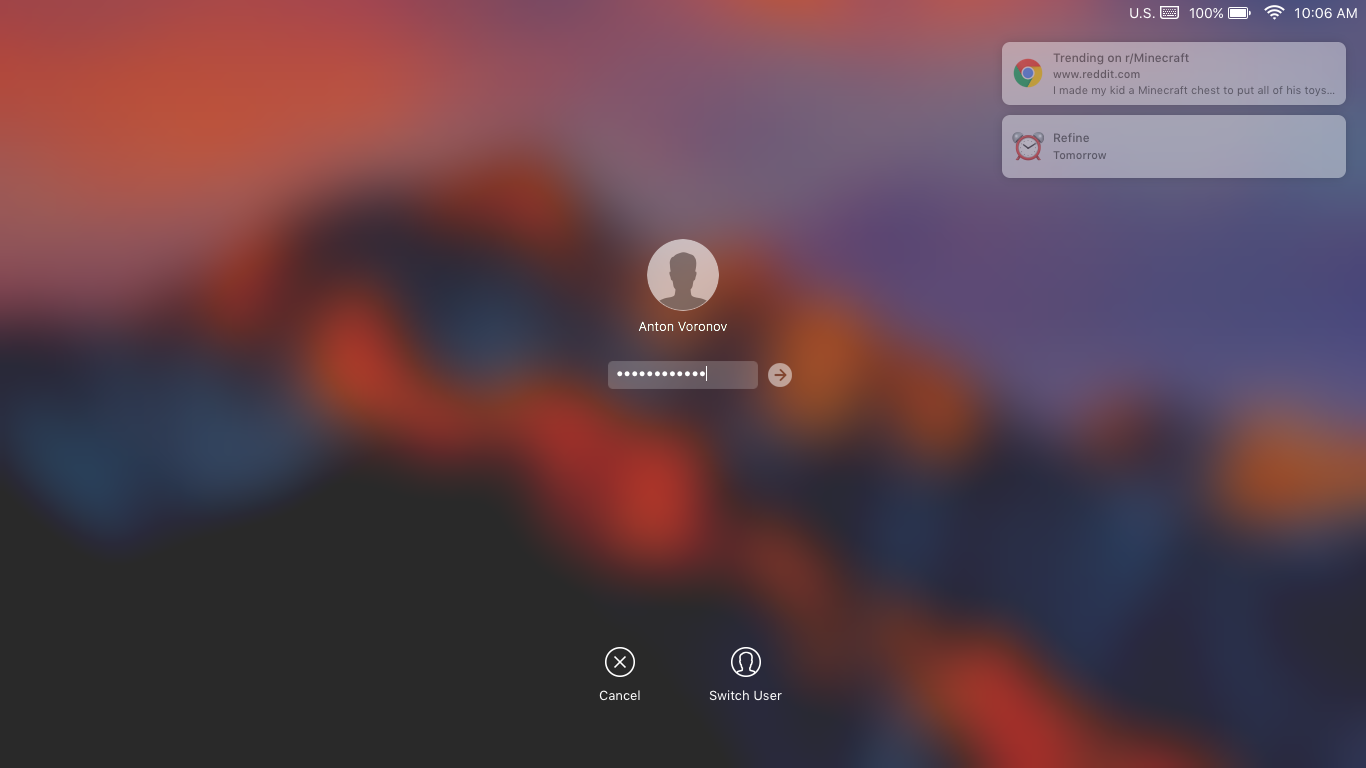 U.S. 100% 10:06 AM
Trending on r/Minecraft
www.reddit.com
I made my kid a Minecraft chest to put all of his toys...
Refine
Tomorrow
Anton Voronov
Cancel
Switch User